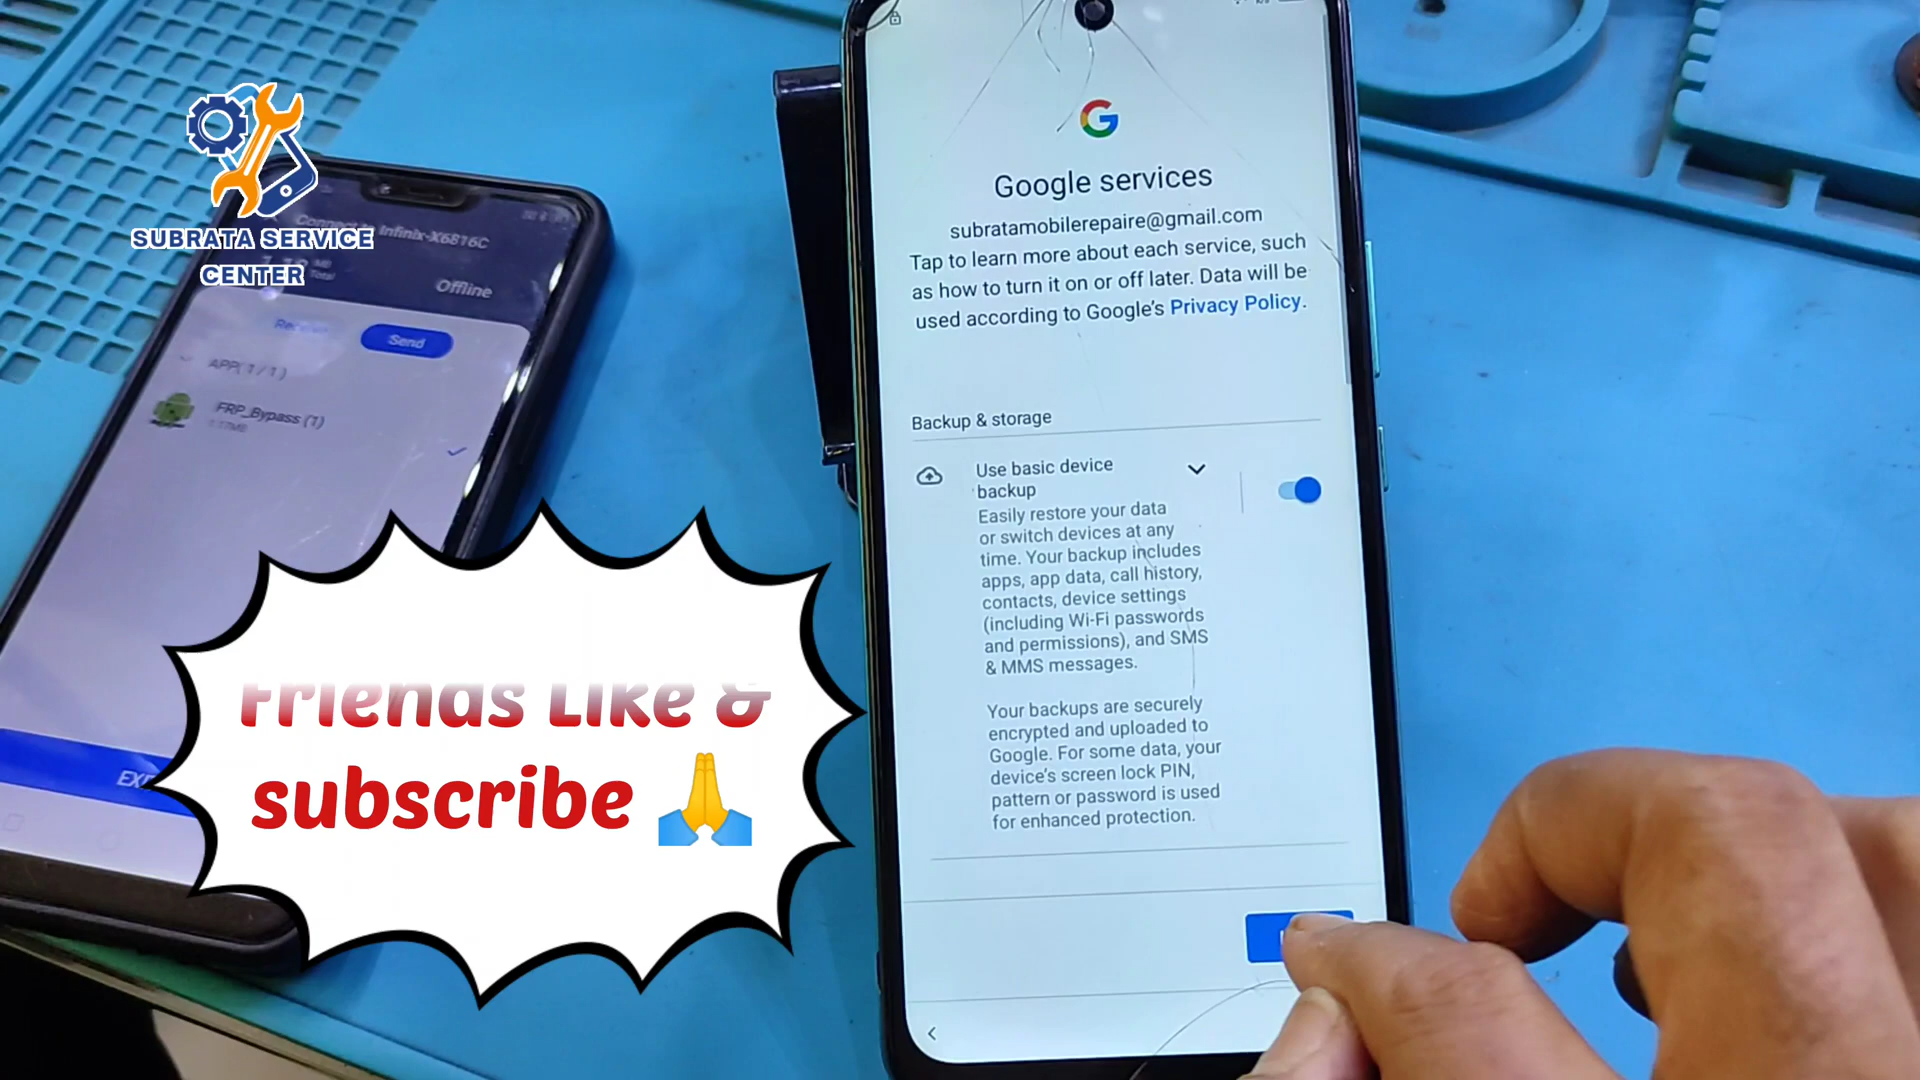 SUBRATA SERVICE
CENTER
Infinix-X6816C
Total
Offline
Receive
Send
APP( 1 / 1 )
FRP_Bypass (1)
Friends Like &
subscribe 🙏
Google services
subratamobilerepaire@gmail.com
Tap to learn more about each service, such
as how to turn it on or off later. Data will be
used according to Google's Privacy Policy.
Backup & storage
Use basic device
backup
Easily restore your data
or switch devices at any
time. Your backup includes
apps, app data, call history,
contacts, device settings
(including Wi-Fi passwords
and permissions), and SMS
& MMS messages.
Your backups are securely
encrypted and uploaded to
Google. For some data, your
device's screen lock PIN,
pattern or password is used
for enhanced protection.